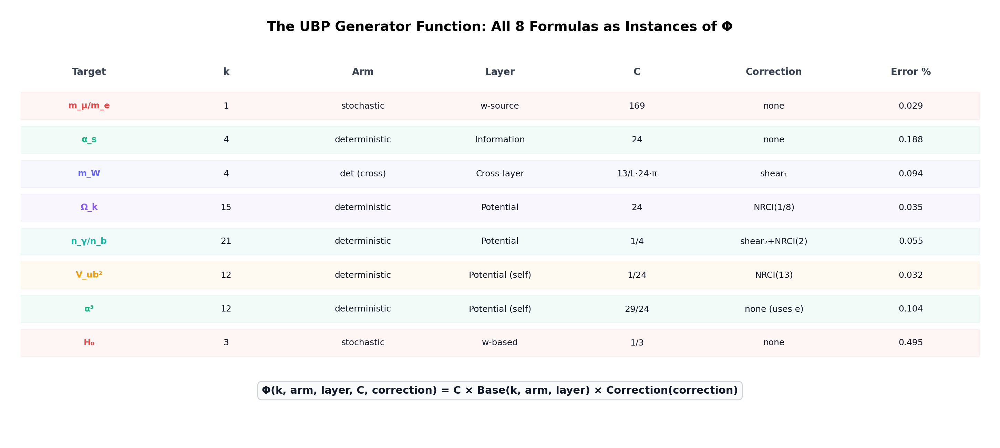 The UBP Generator Function: All 8 Formulas as Instances of Φ
Target k Arm Layer C Correction Error %
m_μ/m_e 1 stochastic w-source 169 none 0.029
α_s 4 deterministic Information 24 none 0.188
m_W 4 det (cross) Cross-layer 13/L·24·π shear₁ 0.094
Ω_k 15 deterministic Potential 24 NRCI(1/8) 0.035
n_γ/n_b 21 deterministic Potential 1/4 shear₂+NRCI(2) 0.055
V_ub² 12 deterministic Potential (self) 1/24 NRCI(13) 0.032
α³ 12 deterministic Potential (self) 29/24 none (uses e) 0.104
H₀ 3 stochastic w-based 1/3 none 0.495
Φ(k, arm, layer, C, correction) = C × Base(k, arm, layer) × Correction(correction)